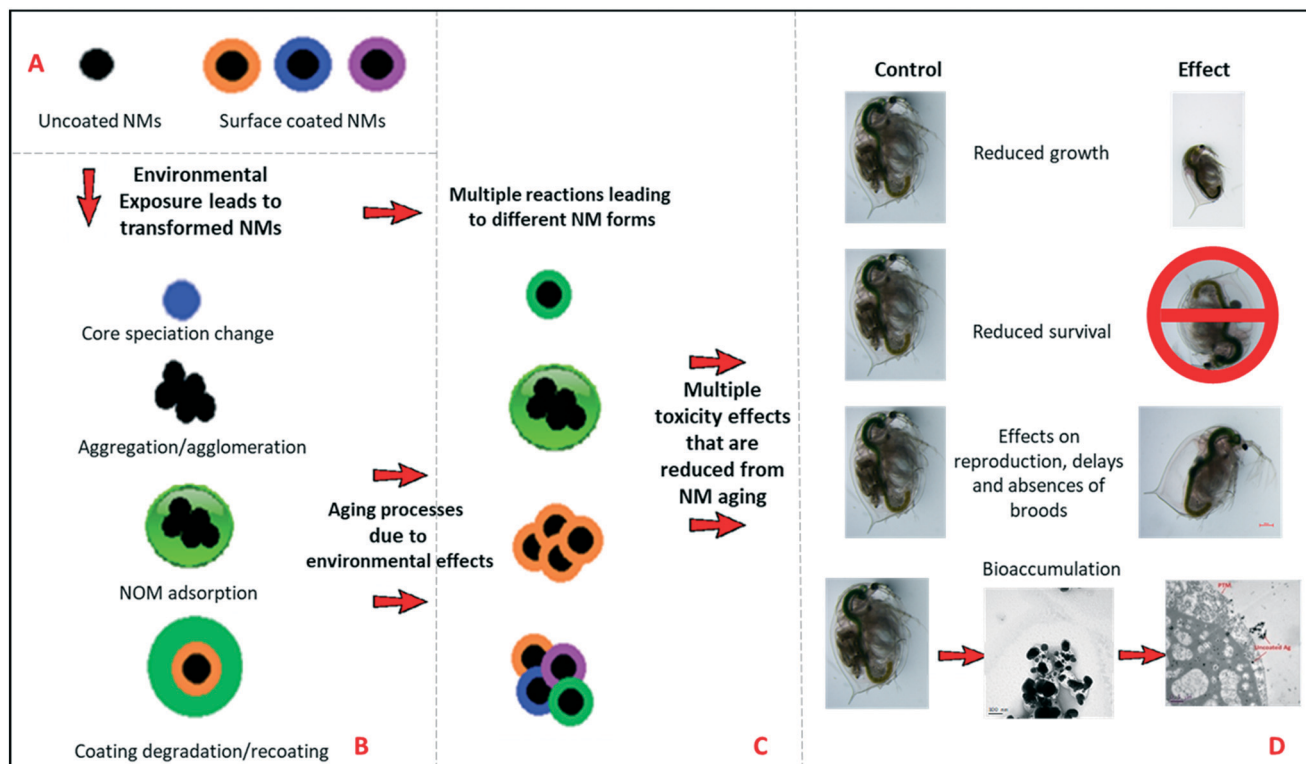 A
Uncoated NMs
Surface coated NMs
Environmental
Exposure leads to
transformed NMs
Core speciation change
Aggregation/agglomeration
NOM adsorption
Coating degradation/recoating
B
Aging processes
due to
environmental effects
Multiple reactions leading
to different NM forms
C
Multiple
toxicity effects
that are
reduced from
NM aging
Control
Effect
Reduced growth
Reduced survival
Effects on
reproduction, delays
and absences of
broods
Bioaccumulation
PTM
Uncoated Ag
D